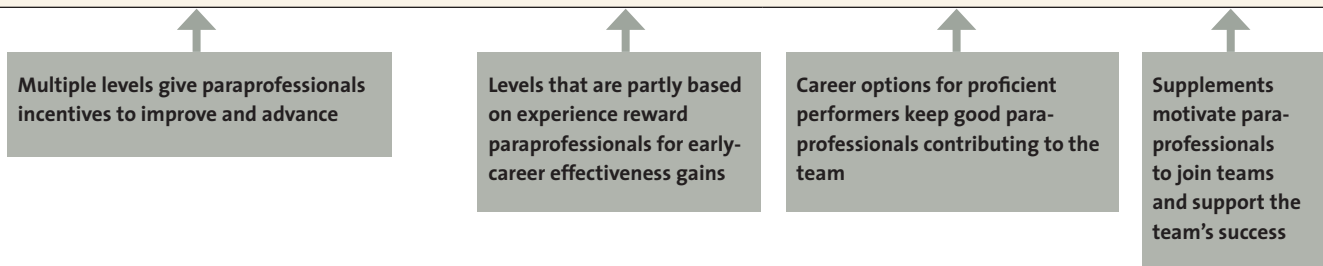 Multiple levels give paraprofessionals
incentives to improve and advance
Levels that are partly based
on experience reward
paraprofessionals for early-
career effectiveness gains
Career options for proficient
performers keep good para-
professionals contributing to the
team
Supplements
motivate para-
professionals
to join teams
and support the
team’s success